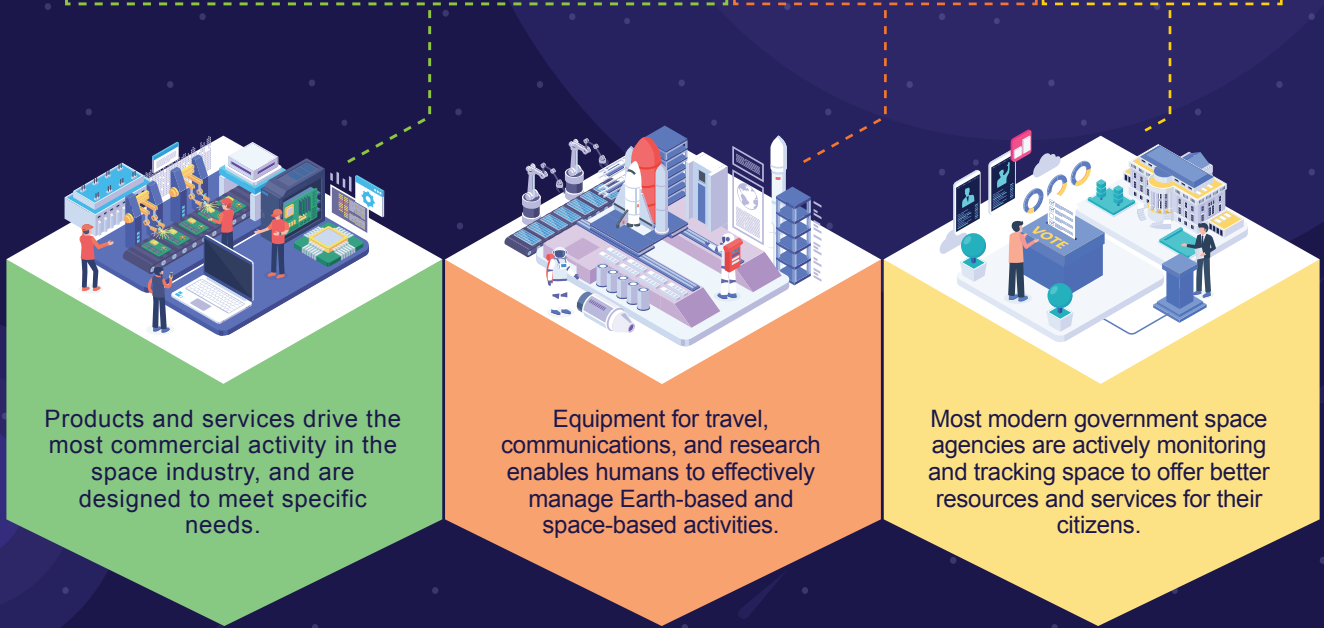 VOTE
Products and services drive the
most commercial activity in the
space industry, and are
designed to meet specific
needs.
Equipment for travel,
communications, and research
enables humans to effectively
manage Earth-based and
space-based activities.
Most modern government space
agencies are actively monitoring
and tracking space to offer better
resources and services for their
citizens.